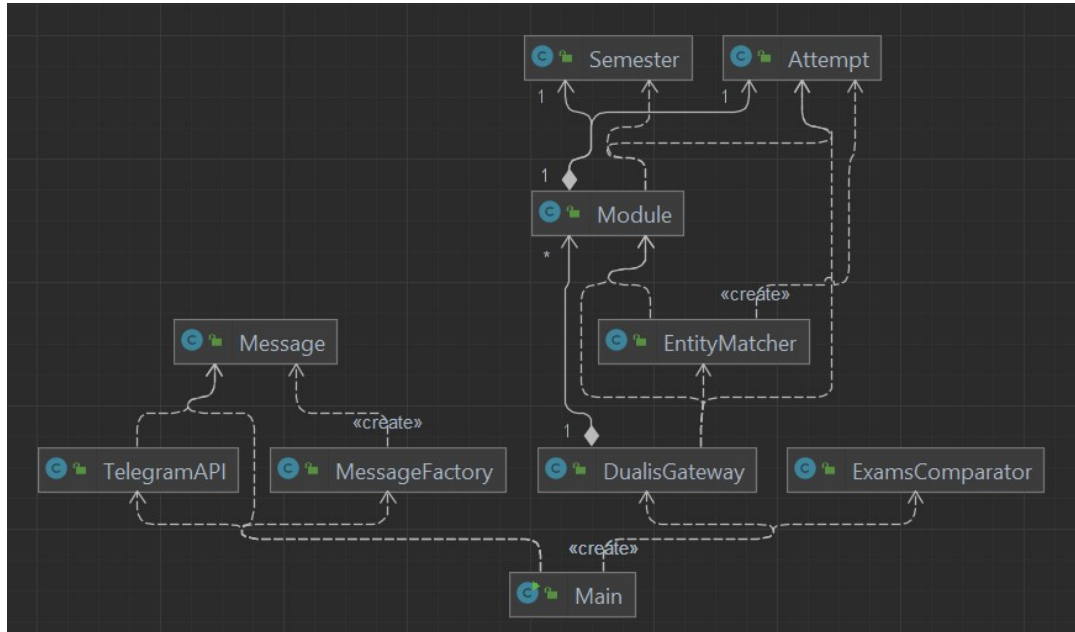 Semester
Attempt
1
1
1
Module
*
«create»
Message
EntityMatcher
«create»
1
TelegramAPI
MessageFactory
DualisGateway
ExamsComparator
«create»
Main